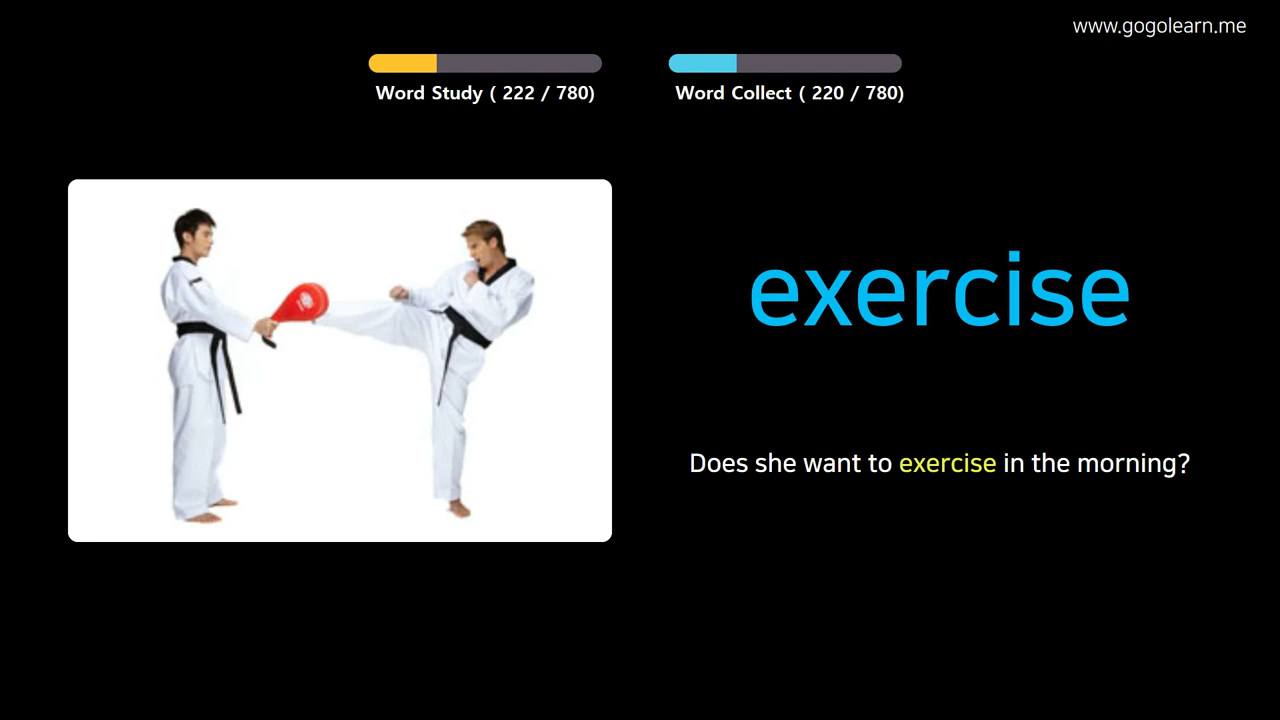 www.gogolearn.me
Word Study ( 222 / 780)
Word Collect ( 220 / 780)
exercise
Does she want to exercise in the morning?